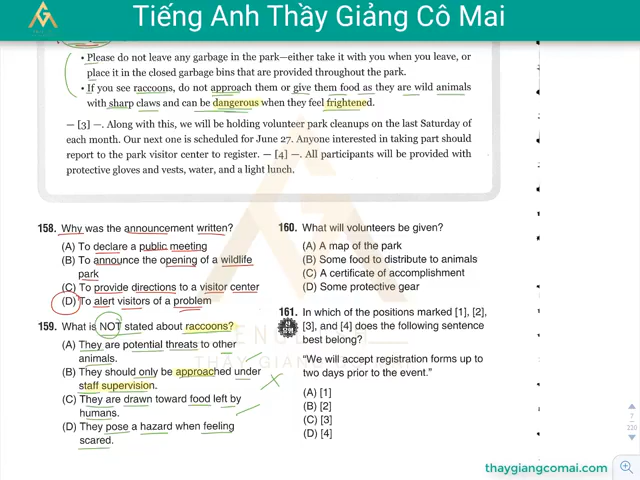 Tiếng Anh Thầy Giảng Cô Mai
• Please do not leave any garbage in the park—either take it with you when you leave, or
place it in the closed garbage bins that are provided throughout the park.
• If you see raccoons, do not approach them or give them food as they are wild animals
with sharp claws and can be dangerous when they feel frightened.
— [3] —. Along with this, we will be holding volunteer park cleanups on the last Saturday of
each month. Our next one is scheduled for June 27. Anyone interested in taking part should
report to the park visitor center to register. — [4] —. All participants will be provided with
protective gloves and vests, water, and a light lunch.
158. Why was the announcement written?
(A) To declare a public meeting
(B) To announce the opening of a wildlife
park
(C) To provide directions to a visitor center
(D) To alert visitors of a problem
159. What is NOT stated about raccoons?
(A) They are potential threats to other
animals.
(B) They should only be approached under
staff supervision.
(C) They are drawn toward food left by
humans.
(D) They pose a hazard when feeling
scared.
160. What will volunteers be given?
(A) A map of the park
(B) Some food to distribute to animals
(C) A certificate of accomplishment
(D) Some protective gear
161. In which of the positions marked [1], [2],
[3], and [4] does the following sentence
best belong?
"We will accept registration forms up to
two days prior to the event."
(A) [1]
(B) [2]
(C) [3]
(D) [4]
7
220
thaygiangcomai.com